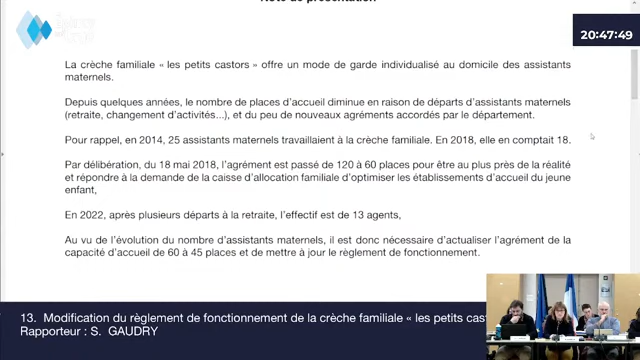 Note de présentation
20:47:49
La crèche familiale « les petits castors » offre un mode de garde individualisé au domicile des assistants
maternels.
Depuis quelques années, le nombre de places d'accueil diminue en raison de départs d'assistants maternels
(retraite, changement d'activités...), et du peu de nouveaux agréments accordés par le département.
Pour rappel, en 2014, 25 assistants maternels travaillaient à la crèche familiale. En 2018, elle en comptait 18.
Par délibération, du 18 mai 2018, l'agrément est passé de 120 à 60 places pour être au plus près de la réalité
et répondre à la demande de la caisse d'allocation familiale d'optimiser les établissements d'accueil du jeune
enfant,
En 2022, après plusieurs départs à la retraite, l'effectif est de 13 agents,
Au vu de l'évolution du nombre d'assistants maternels, il est donc nécessaire d'actualiser l'agrément de la
capacité d'accueil de 60 à 45 places et de mettre à jour le règlement de fonctionnement.
13. Modification du règlement de fonctionnement de la crèche familiale « les petits casto
Rapporteur : S. GAUDRY